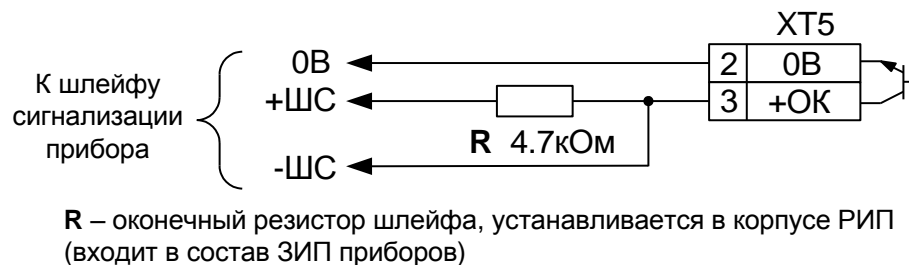 ХТ5
0В
2 0В
К шлейфу
сигнализации
прибора
+ШС
3 +ОК
R 4.7кОм
-ШС
R – оконечный резистор шлейфа, устанавливается в корпусе РИП
(входит в состав ЗИП приборов)